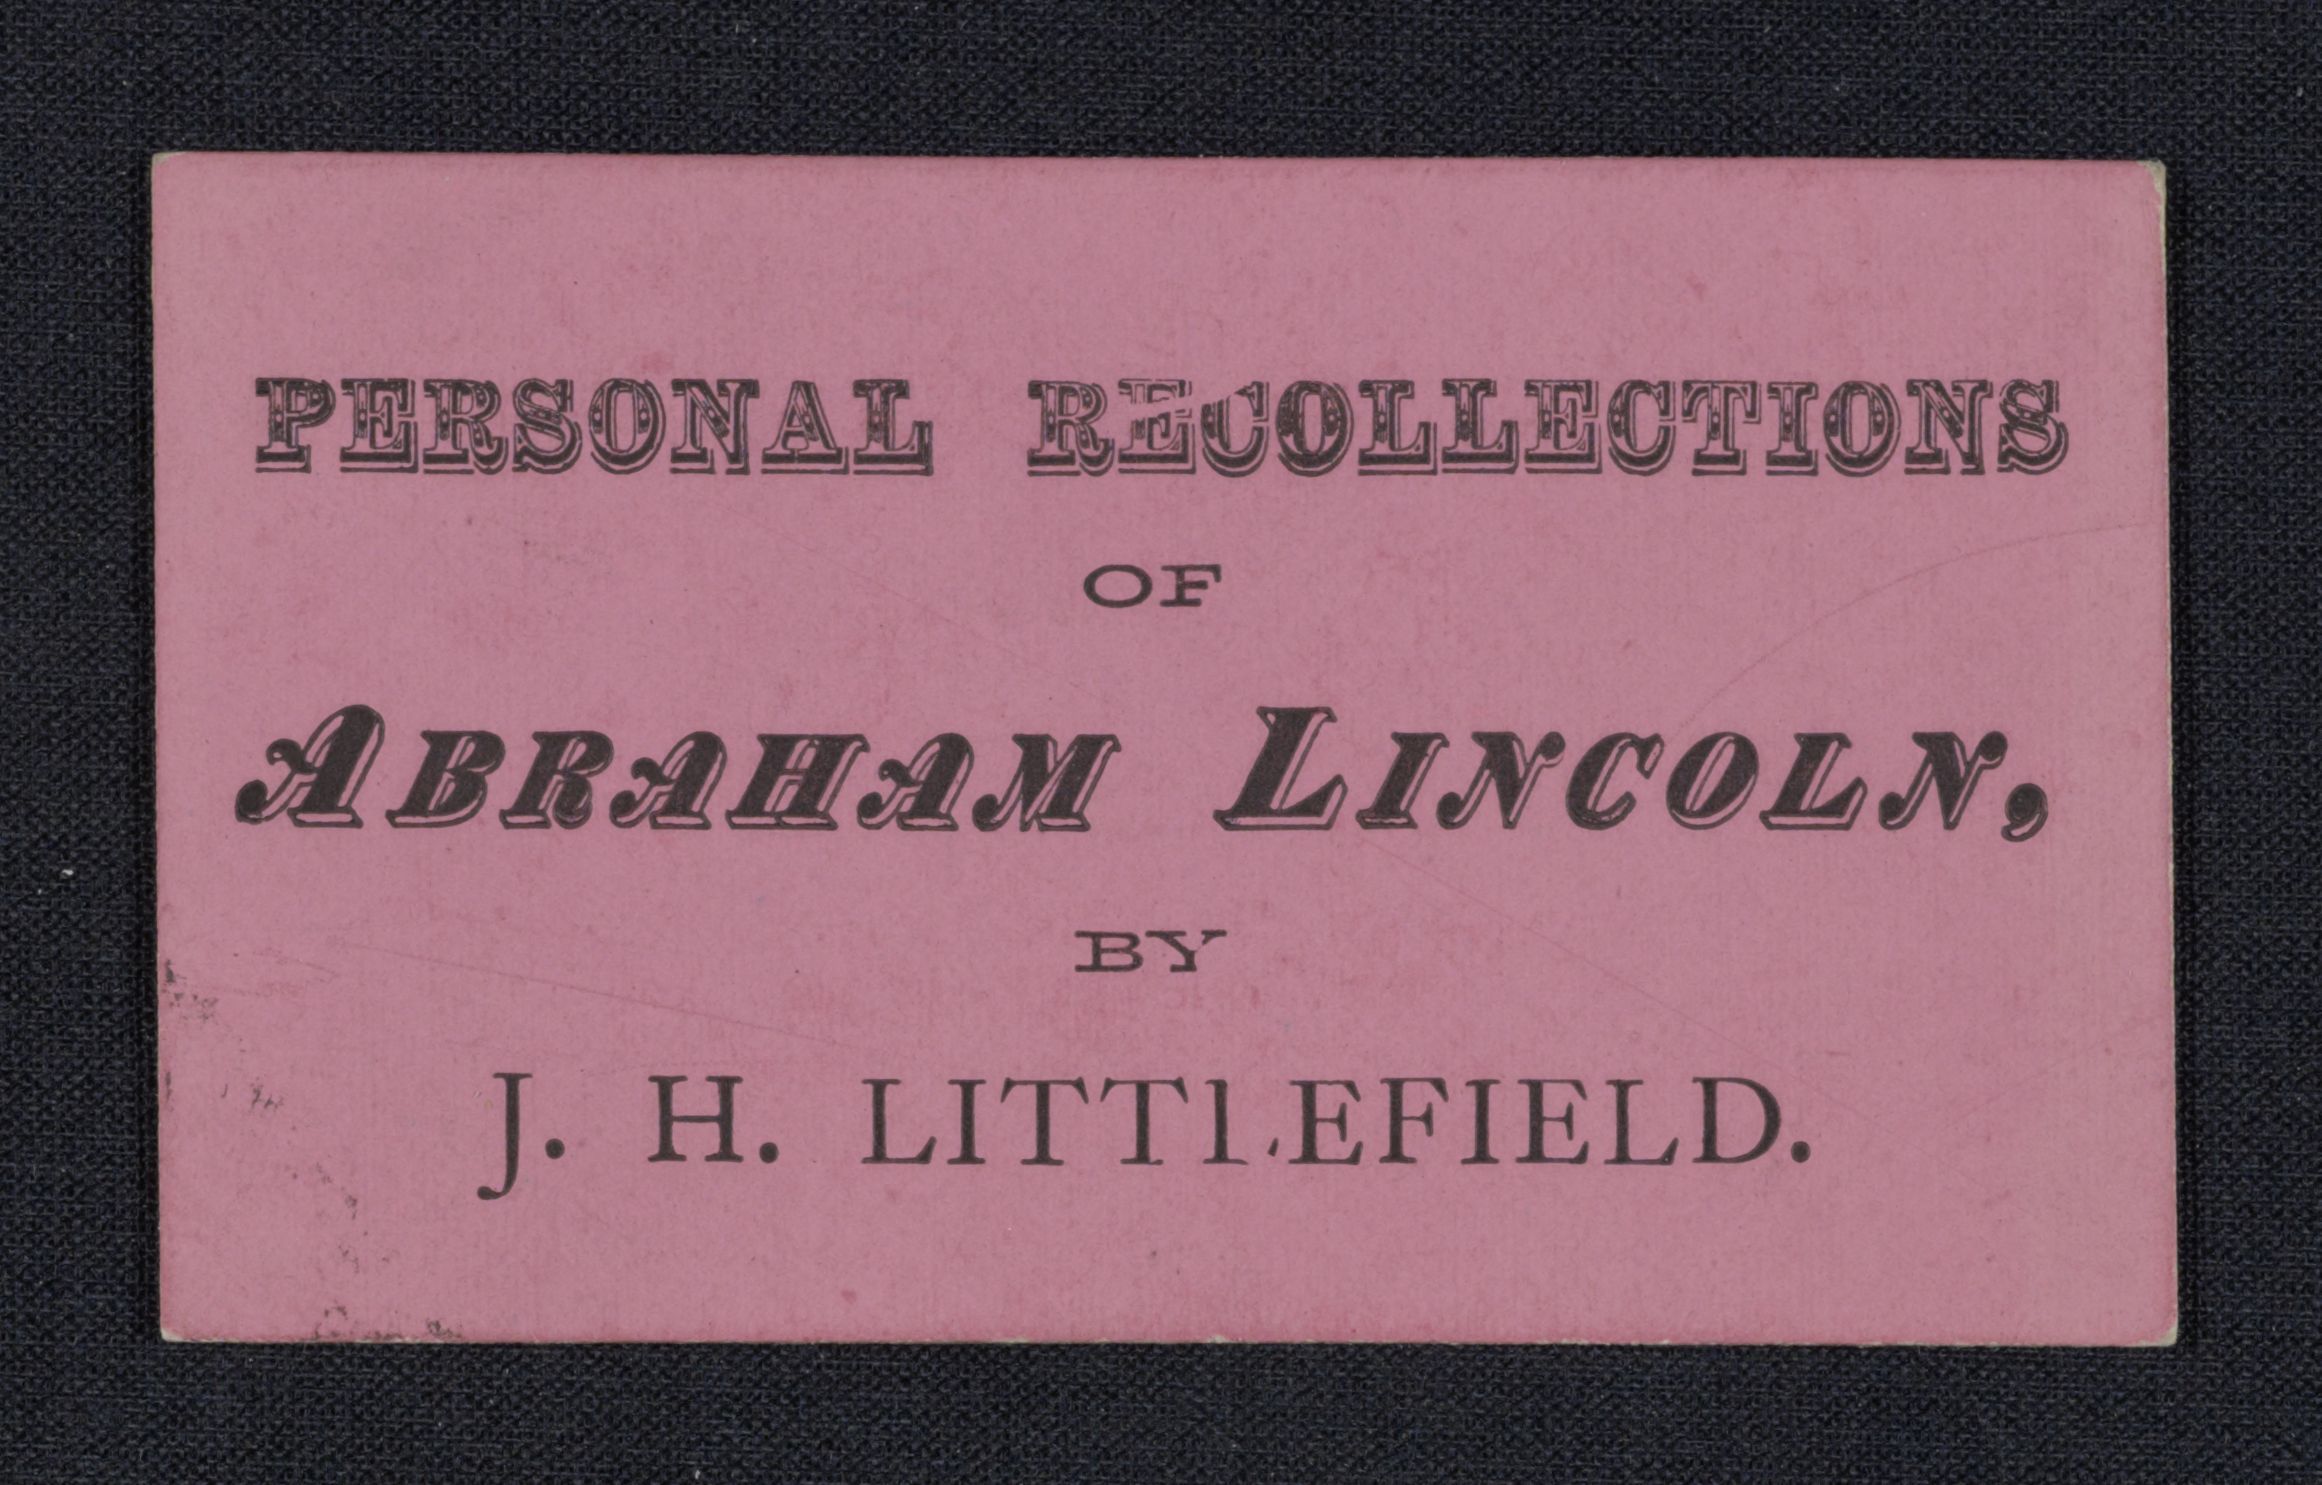 PERSONAL RECOLLECTIONS
OF
ABRAHAM LINCOLN,
BY
J. H. LITTLEFIELD.